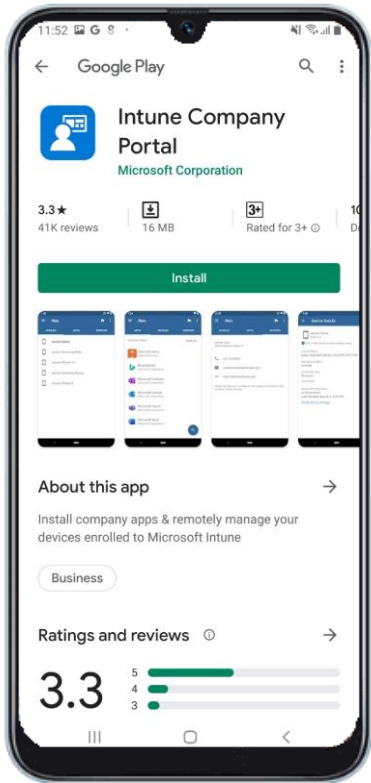 11:52
Google Play
Intune Company
Portal
Microsoft Corporation
3.3★
41K reviews
16 MB
3+
Rated for 3+
10
Install
About this app
Install company apps & remotely manage your
devices enrolled to Microsoft Intune
Business
Ratings and reviews
3.3
5
4
3